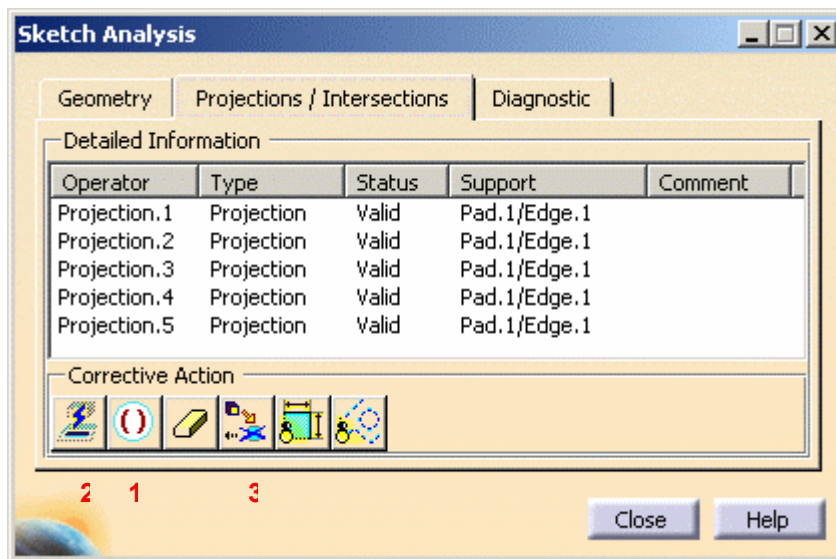 Sketch Analysis
Geometry Projections / Intersections Diagnostic
Detailed Information
Operator Type Status Support Comment
Projection.1 Projection Valid Pad.1/Edge.1
Projection.2 Projection Valid Pad.1/Edge.1
Projection.3 Projection Valid Pad.1/Edge.1
Projection.4 Projection Valid Pad.1/Edge.1
Projection.5 Projection Valid Pad.1/Edge.1
Corrective Action
2 1 3
Close Help